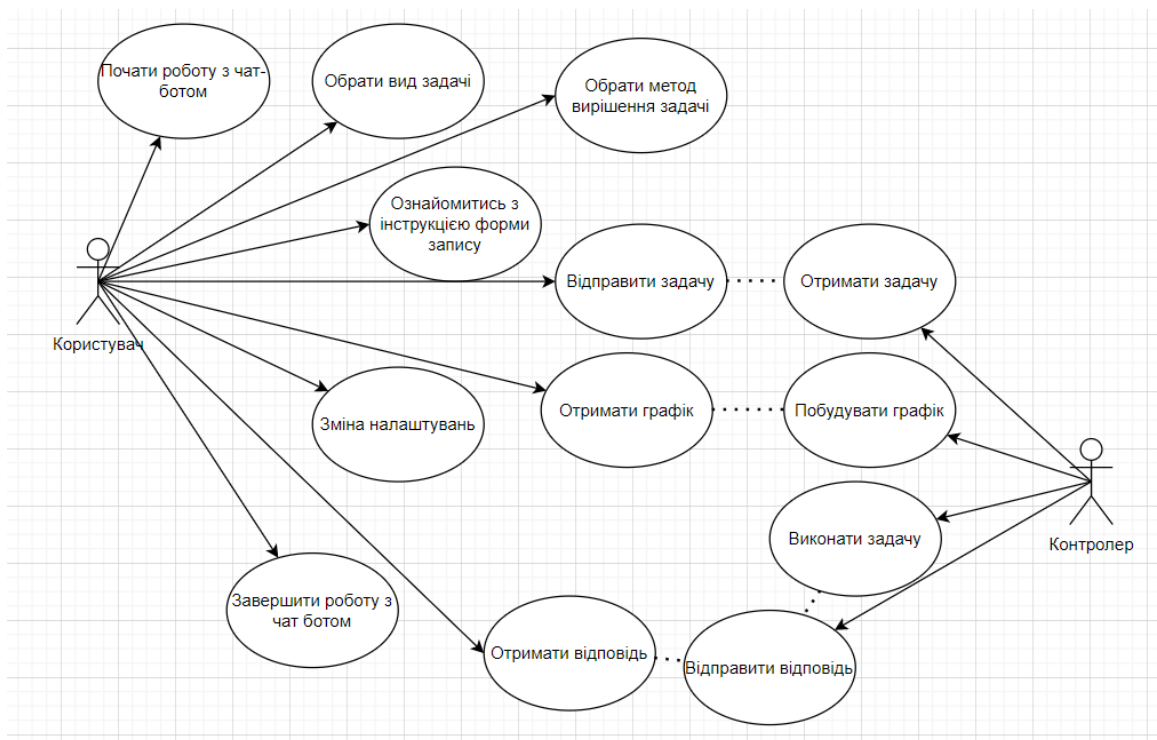 Почати роботу з чат-
ботом
Обрати вид задачі
Обрати метод
вирішення задачі
Ознайомитись з
інструкцією форми
запису
Відправити задачу
Отримати задачу
Користувач
Зміна налаштувань
Отримати графік
Побудувати графік
Виконати задачу
Контролер
Завершити роботу з
чат ботом
Отримати відповідь
Відправити відповідь